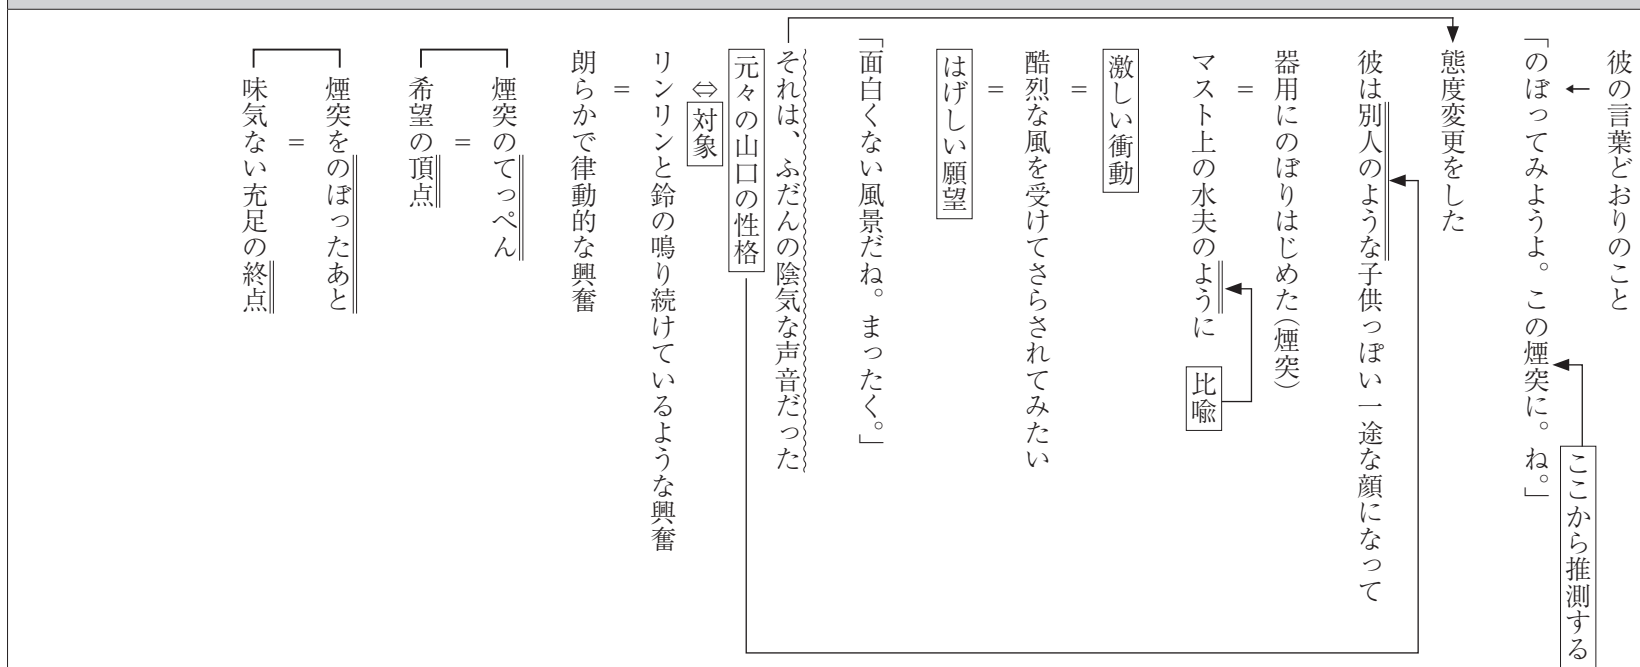 彼の言葉どおりのこと
←
「のぼってみようよ。この煙突に。ね。」
ここから推測する
態度変更をした
彼は別人のような子供っぽい一途な顔になって
器用にのぼりはじめた（煙突）
＝
マスト上の水夫のように
比喩
激しい衝動
＝
酷烈な風を受けてさらされてみたい
＝
はげしい願望
「面白くない風景だね。まったく。」
それは、ふだんの陰気な声音だった
元々の山口の性格
⇔対象
リンリンと鈴の鳴り続けているような興奮
＝
朗らかで律動的な興奮
煙突のてっぺん
＝
希望の頂点
煙突をのぼったあと
＝
味気ない充足の終点